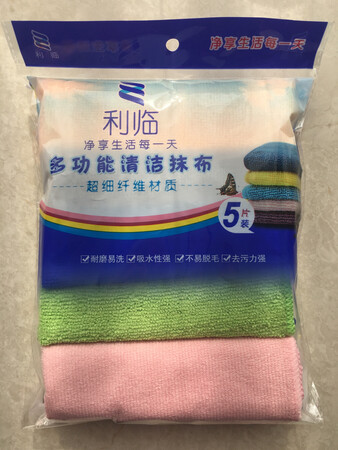 利临
净享生活每一天
利临
净享生活每一天
多功能清洁抹布
超细纤维材质
5片装
耐磨易洗 吸水性强 不易脱毛 去污力强